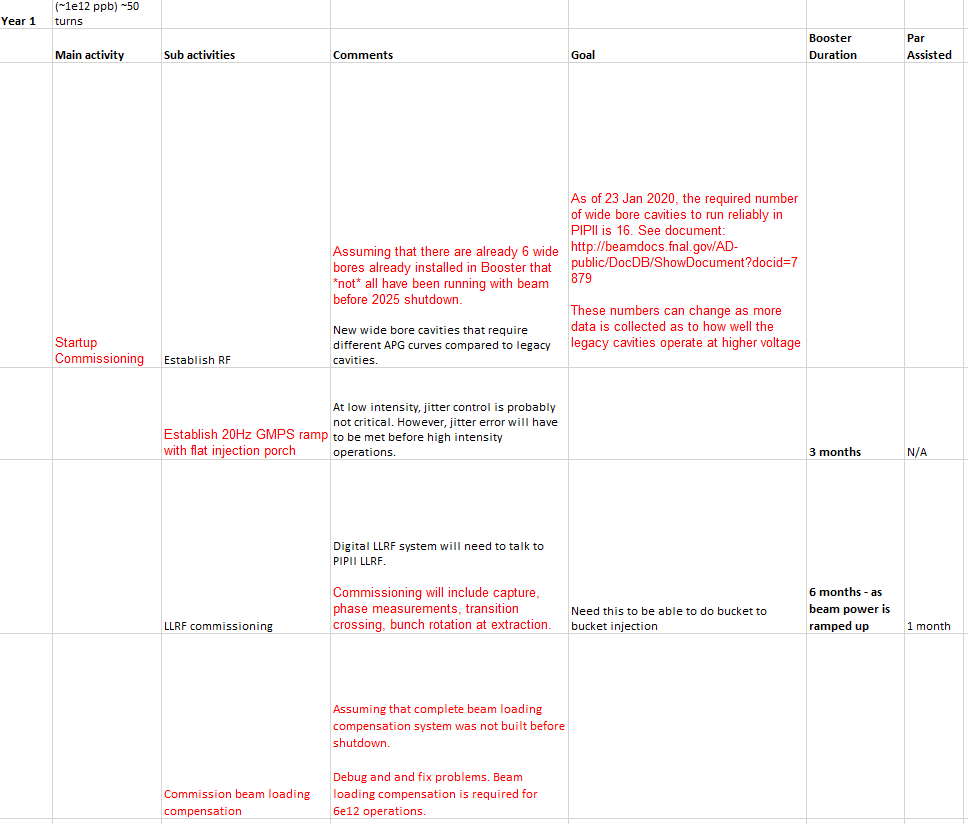 (~1e12 ppb) ~50
Year 1
turns
Booster
Par
Main activity
Sub activities
Comments
Goal
Duration
Assisted
As of 23 Jan 2020, the required number
of wide bore cavities to run reliably in
PIPII is 16. See document:
http://beamdocs.fnal.gov/AD-
public/DocDB/ShowDocument?docid=7
879
These numbers can change as more
data is collected as to how well the
legacy cavities operate at higher voltage
Assuming that there are already 6 wide
bores already installed in Booster that
*not* all have been running with beam
before 2025 shutdown.
New wide bore cavities that require
different APG curves compared to legacy
cavities.
Startup
Commissioning
Establish RF
At low intensity, jitter control is probably
not critical. However, jitter error will have
to be met before high intensity
operations.
Establish 20Hz GMPS ramp
with flat injection porch
3 months
N/A
Digital LLRF system will need to talk to
PIPII LLRF.
Commissioning will include capture,
phase measurements, transition
crossing, bunch rotation at extraction.
LLRF commissioning
Need this to be able to do bucket to
bucket injection
6 months - as
beam power is
ramped up
1 month
Assuming that complete beam loading
compensation system was not built before
shutdown.
Debug and and fix problems. Beam
loading compensation is required for
6e12 operations.
Commission beam loading
compensation